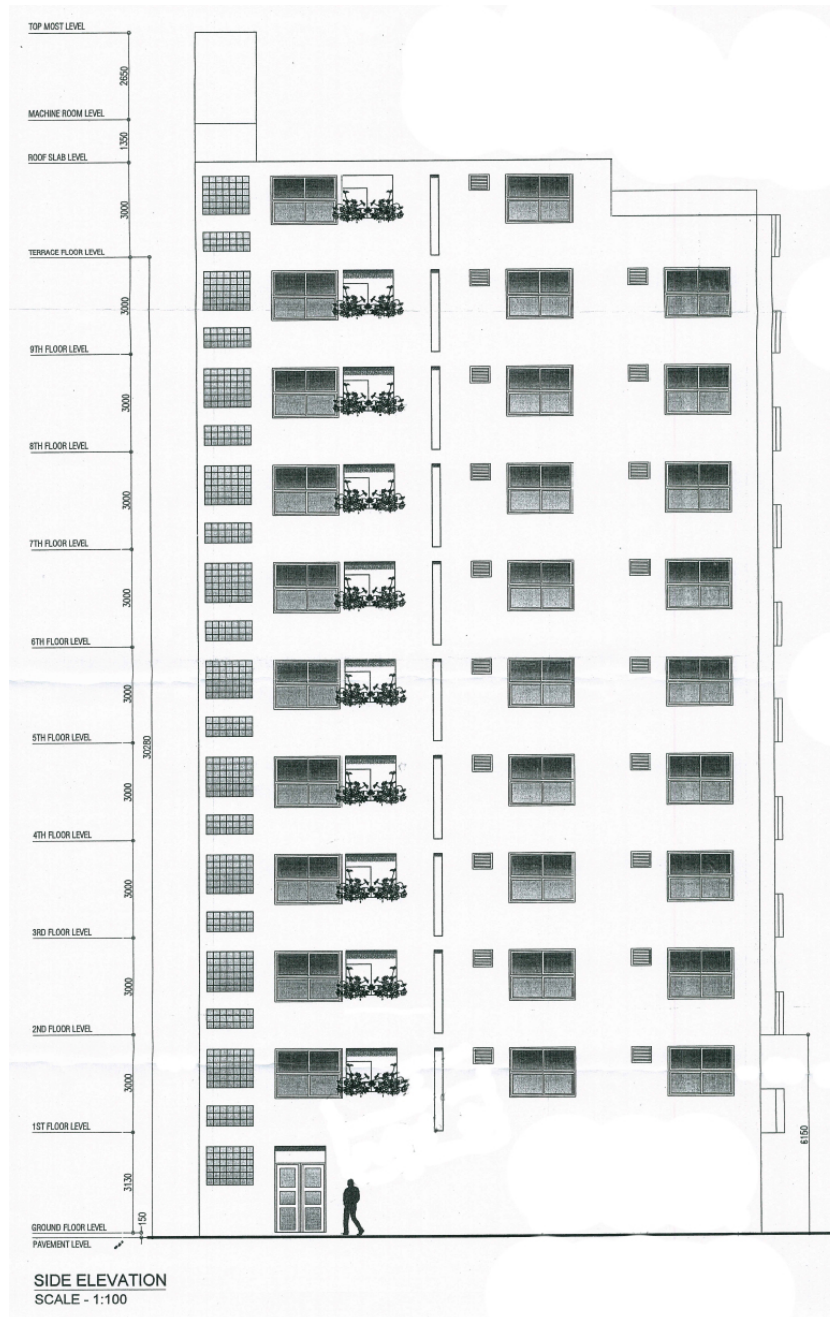 TOP MOST LEVEL
2650
MACHINE ROOM LEVEL
1350
ROOF SLAB LEVEL
3000
TERRACE FLOOR LEVEL
3000
9TH FLOOR LEVEL
3000
8TH FLOOR LEVEL
3000
7TH FLOOR LEVEL
3000
6TH FLOOR LEVEL
3000
5TH FLOOR LEVEL
30280
3000
4TH FLOOR LEVEL
3000
3RD FLOOR LEVEL
3000
2ND FLOOR LEVEL
3000
1ST FLOOR LEVEL
6150
3130
150
GROUND FLOOR LEVEL
PAVEMENT LEVEL
SIDE ELEVATION
SCALE - 1:100